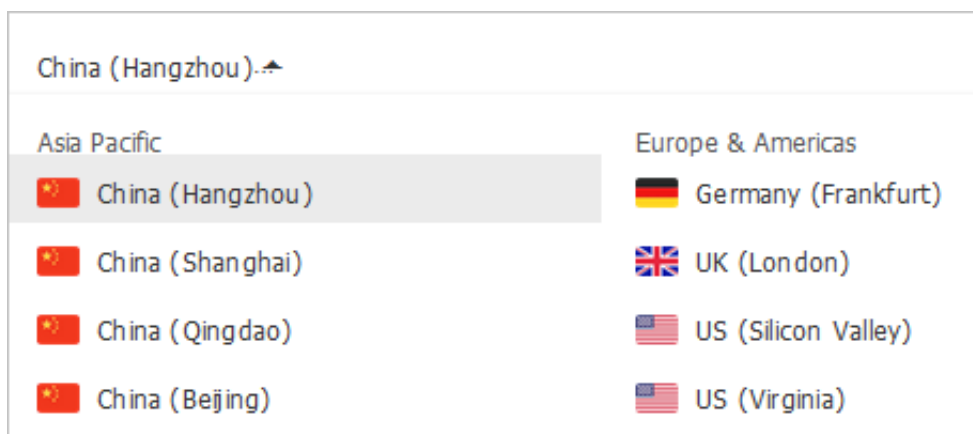 China (Hangzhou)
Asia Pacific
China (Hangzhou)
China (Shanghai)
China (Qingdao)
China (Beijing)
Europe & Americas
Germany (Frankfurt)
UK (London)
US (Silicon Valley)
US (Virginia)